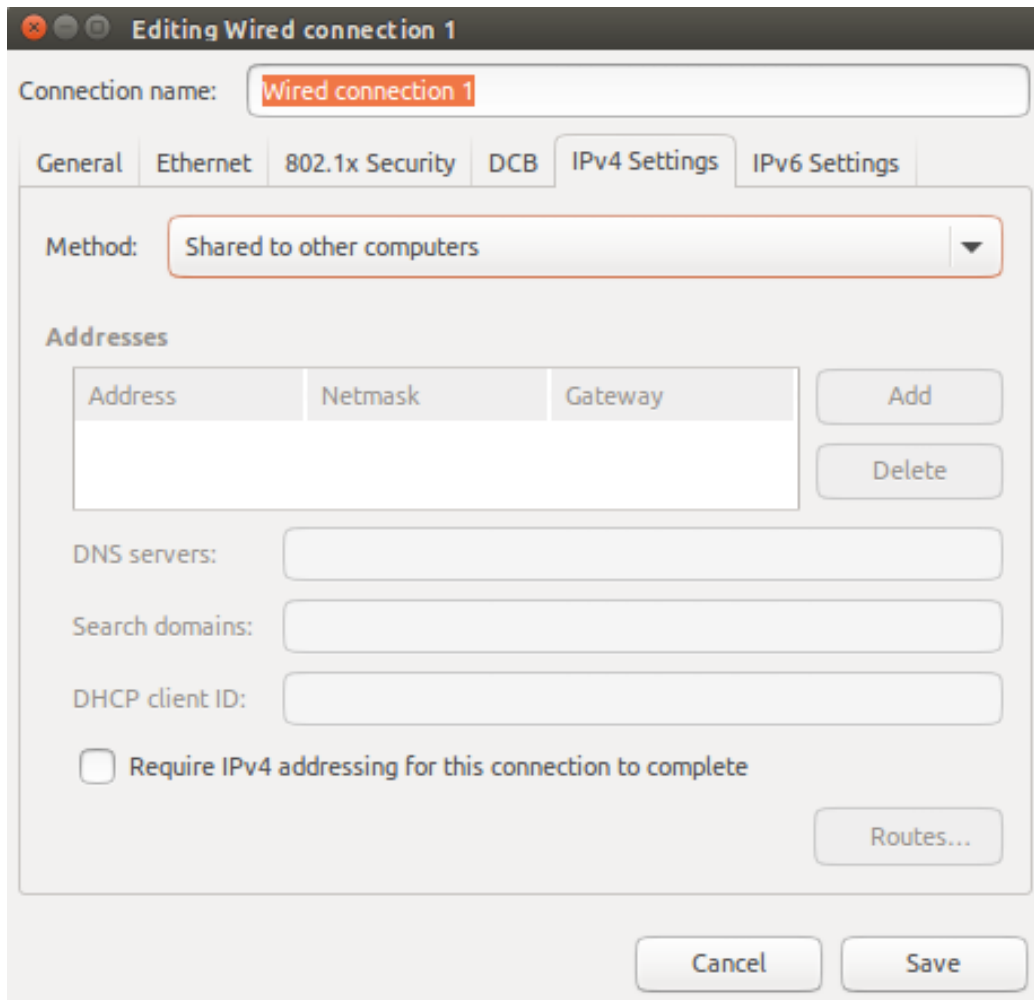 Editing Wired connection 1
Connection name: Wired connection 1
General Ethernet 802.1x Security DCB IPv4 Settings IPv6 Settings
Method: Shared to other computers
Addresses
Address Netmask Gateway Add
Delete
DNS servers:
Search domains:
DHCP client ID:
Require IPv4 addressing for this connection to complete
Routes...
Cancel Save